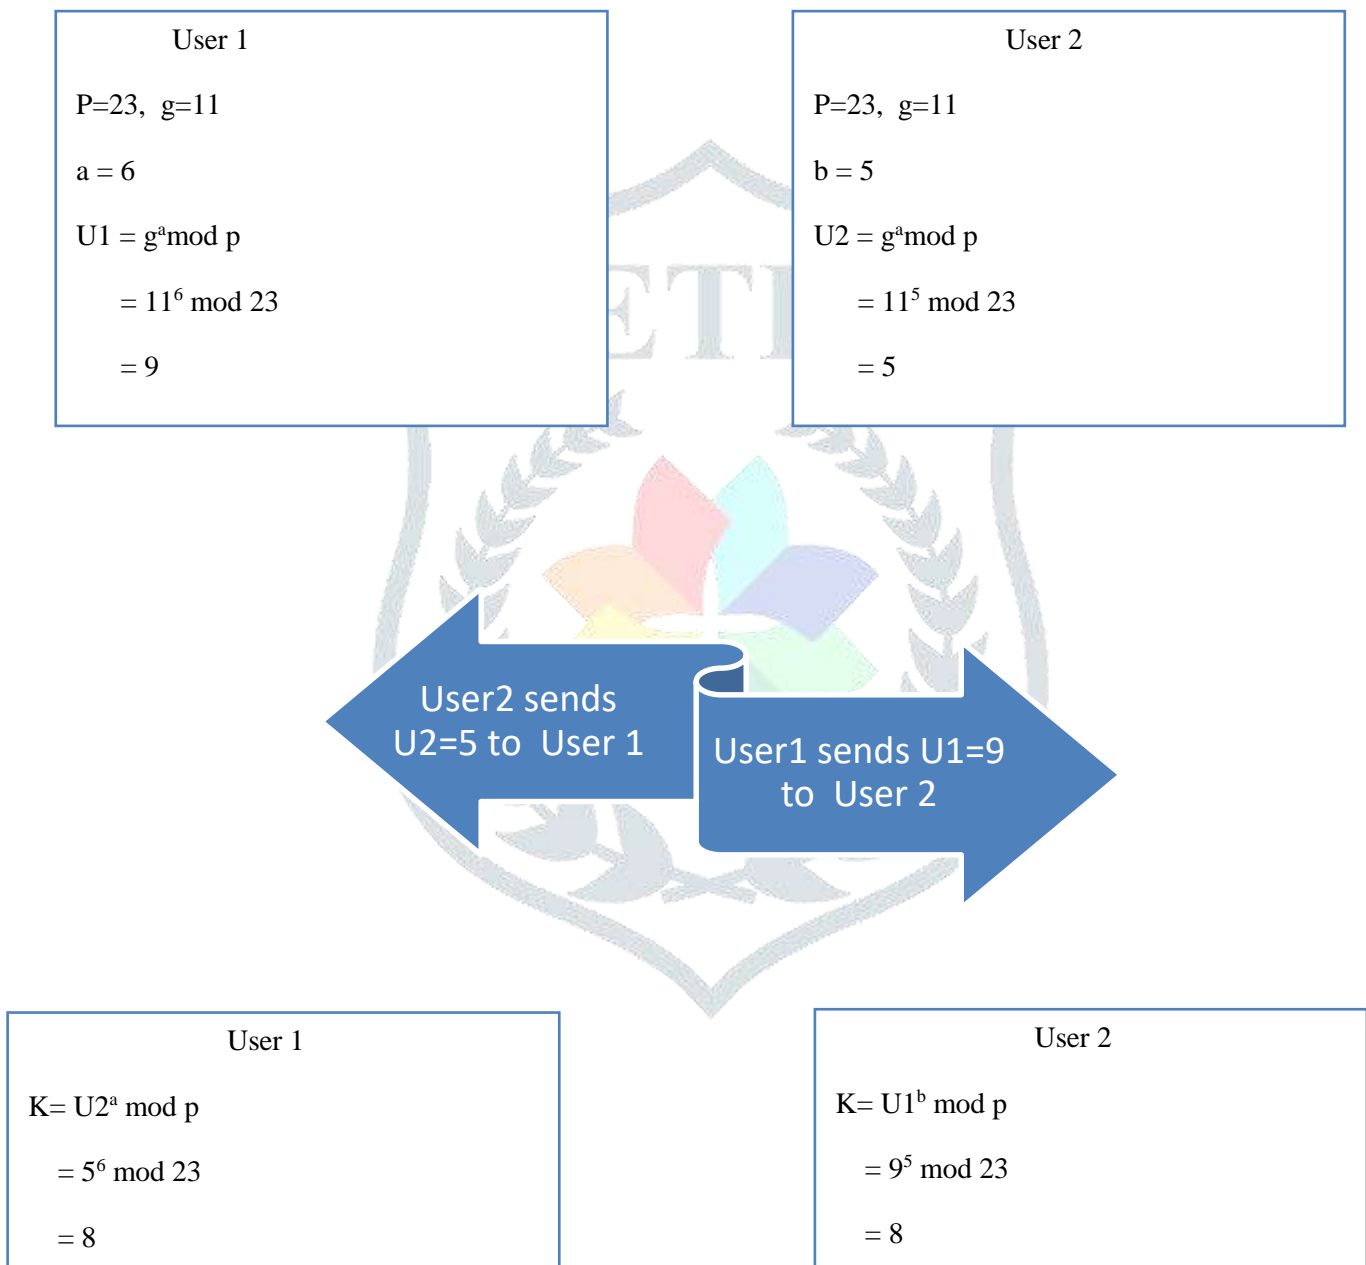 User 1
P=23, g=11
a = 6
U1 = gᵃmod p
= 11⁶ mod 23
= 9
User 2
P=23, g=11
b = 5
U2 = gᵃmod p
= 11⁵ mod 23
= 5
User2 sends
U2=5 to User 1
User1 sends U1=9
to User 2
User 1
K= U2ᵃ mod p
= 5⁶ mod 23
= 8
User 2
K= U1ᵇ mod p
= 9⁵ mod 23
= 8